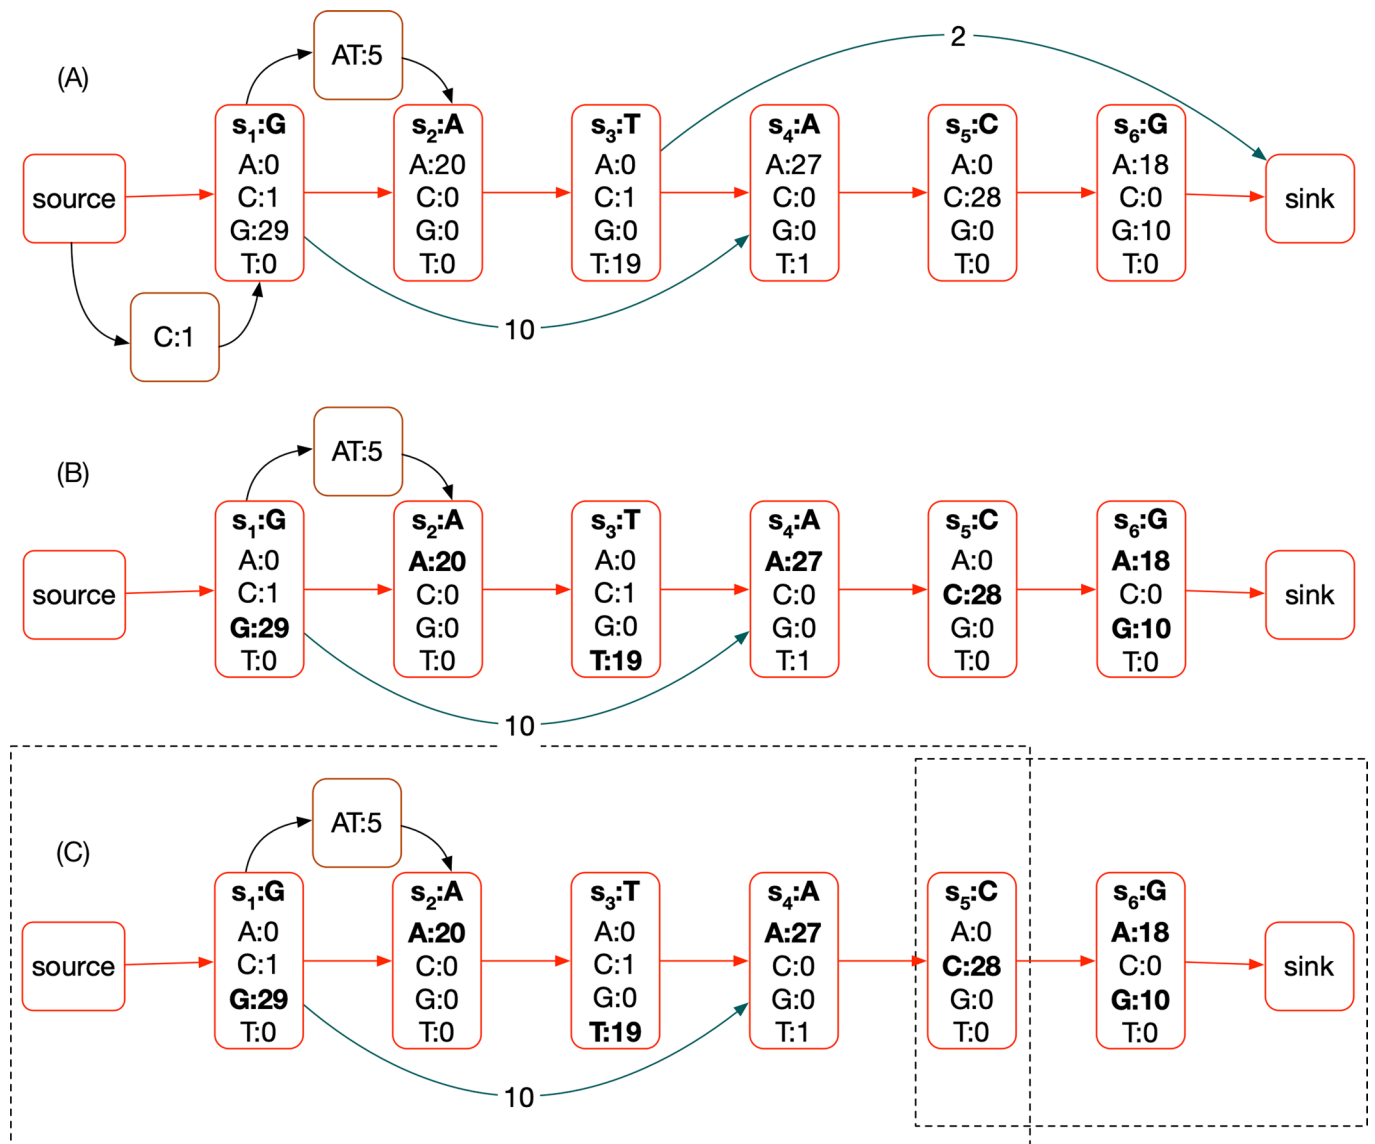 (A)
AT:5
2
source
C:1
s1:G
A:0
C:1
G:29
T:0
s2:A
A:20
C:0
G:0
T:0
s3:T
A:0
C:1
G:0
T:19
s4:A
A:27
C:0
G:0
T:1
s5:C
A:0
C:28
G:0
T:0
s6:G
A:18
C:0
G:10
T:0
sink
10
(B)
AT:5
source
s1:G
A:0
C:1
G:29
T:0
s2:A
A:20
C:0
G:0
T:0
s3:T
A:0
C:1
G:0
T:19
s4:A
A:27
C:0
G:0
T:1
s5:C
A:0
C:28
G:0
T:0
s6:G
A:18
C:0
G:10
T:0
sink
10
(C)
AT:5
source
s1:G
A:0
C:1
G:29
T:0
s2:A
A:20
C:0
G:0
T:0
s3:T
A:0
C:1
G:0
T:19
s4:A
A:27
C:0
G:0
T:1
s5:C
A:0
C:28
G:0
T:0
s6:G
A:18
C:0
G:10
T:0
sink
10